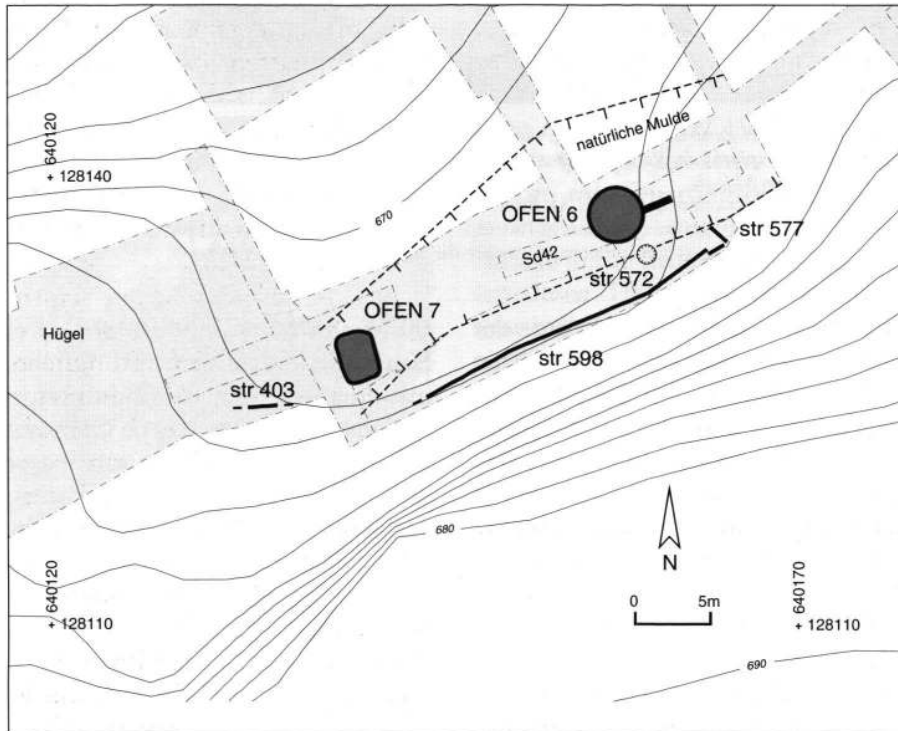 640120
+ 128140
670
natürliche Mulde
OFEN 6
str 577
Sd42
str 572
OFEN 7
Hügel
str 598
str 403
680
N
640120
+ 128110
0 5m
640170
+ 128110
690